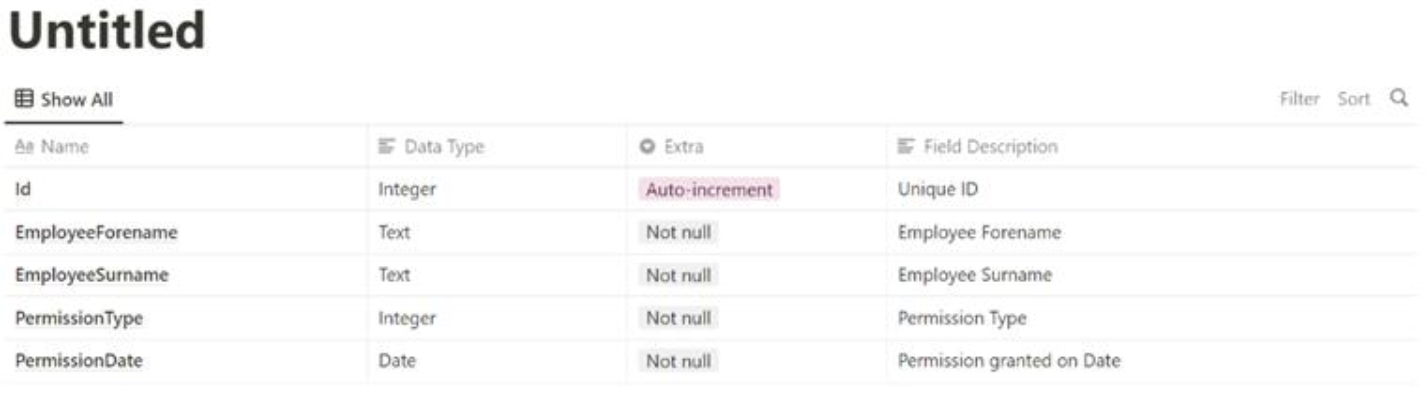 Untitled
Show All Filter Sort
Aa Name Data Type Extra Field Description
Id Integer Auto-increment Unique ID
EmployeeForename Text Not null Employee Forename
EmployeeSurname Text Not null Employee Surname
PermissionType Integer Not null Permission Type
PermissionDate Date Not null Permission granted on Date